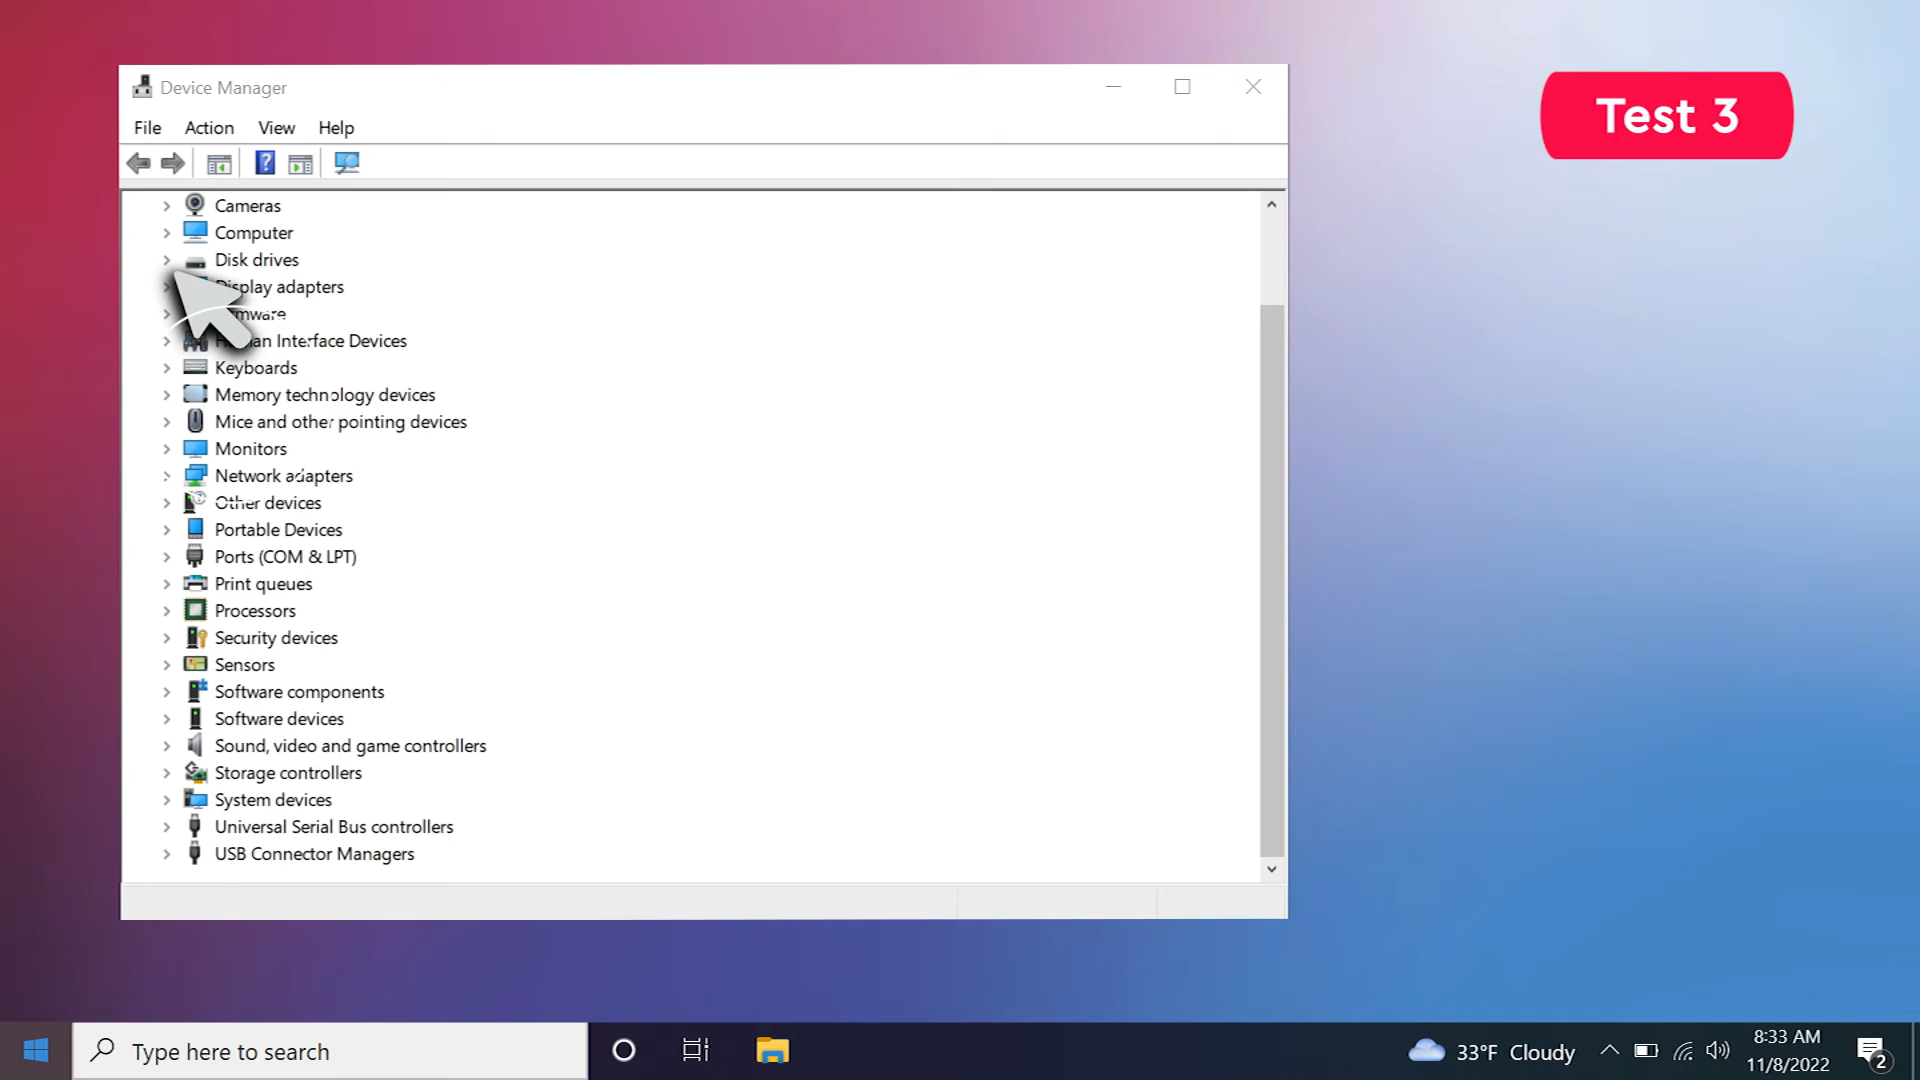 Device Manager
Test 3
File Action View Help
Cameras
Computer
Disk drives
Display adapters
Human Interface Devices
Keyboards
Memory technology devices
Mice and other pointing devices
Monitors
Network adapters
Other devices
Portable Devices
Ports (COM & LPT)
Print queues
Processors
Security devices
Sensors
Software components
Software devices
Sound, video and game controllers
Storage controllers
System devices
Universal Serial Bus controllers
USB Connector Managers
Type here to search
33°F Cloudy
8:33 AM
11/8/2022
2